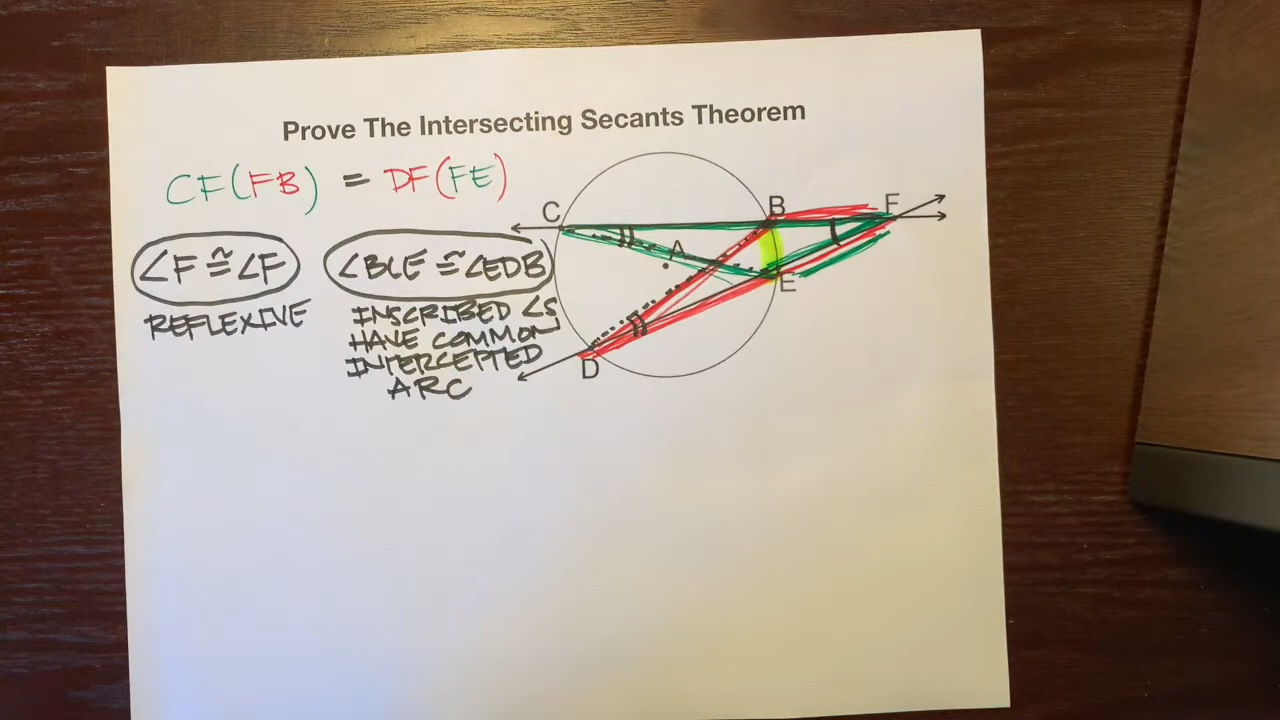 Prove The Intersecting Secants Theorem
CF(FB) = DF(FE)
C
B
F
A
E
D
∠F ≅ ∠F
REFLEXIVE
∠BCE ≅ ∠EDB
INSCRIBED ∠S
HAVE COMMON
INTERCEPTED
ARC